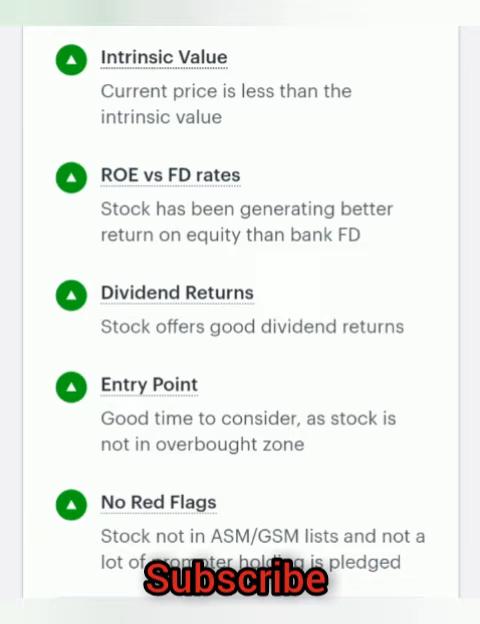 Intrinsic Value
Current price is less than the
intrinsic value
ROE vs FD rates
Stock has been generating better
return on equity than bank FD
Dividend Returns
Stock offers good dividend returns
Entry Point
Good time to consider, as stock is
not in overbought zone
No Red Flags
Stock not in ASM/GSM lists and not a
lot of promoter holding is pledged
Subscribe